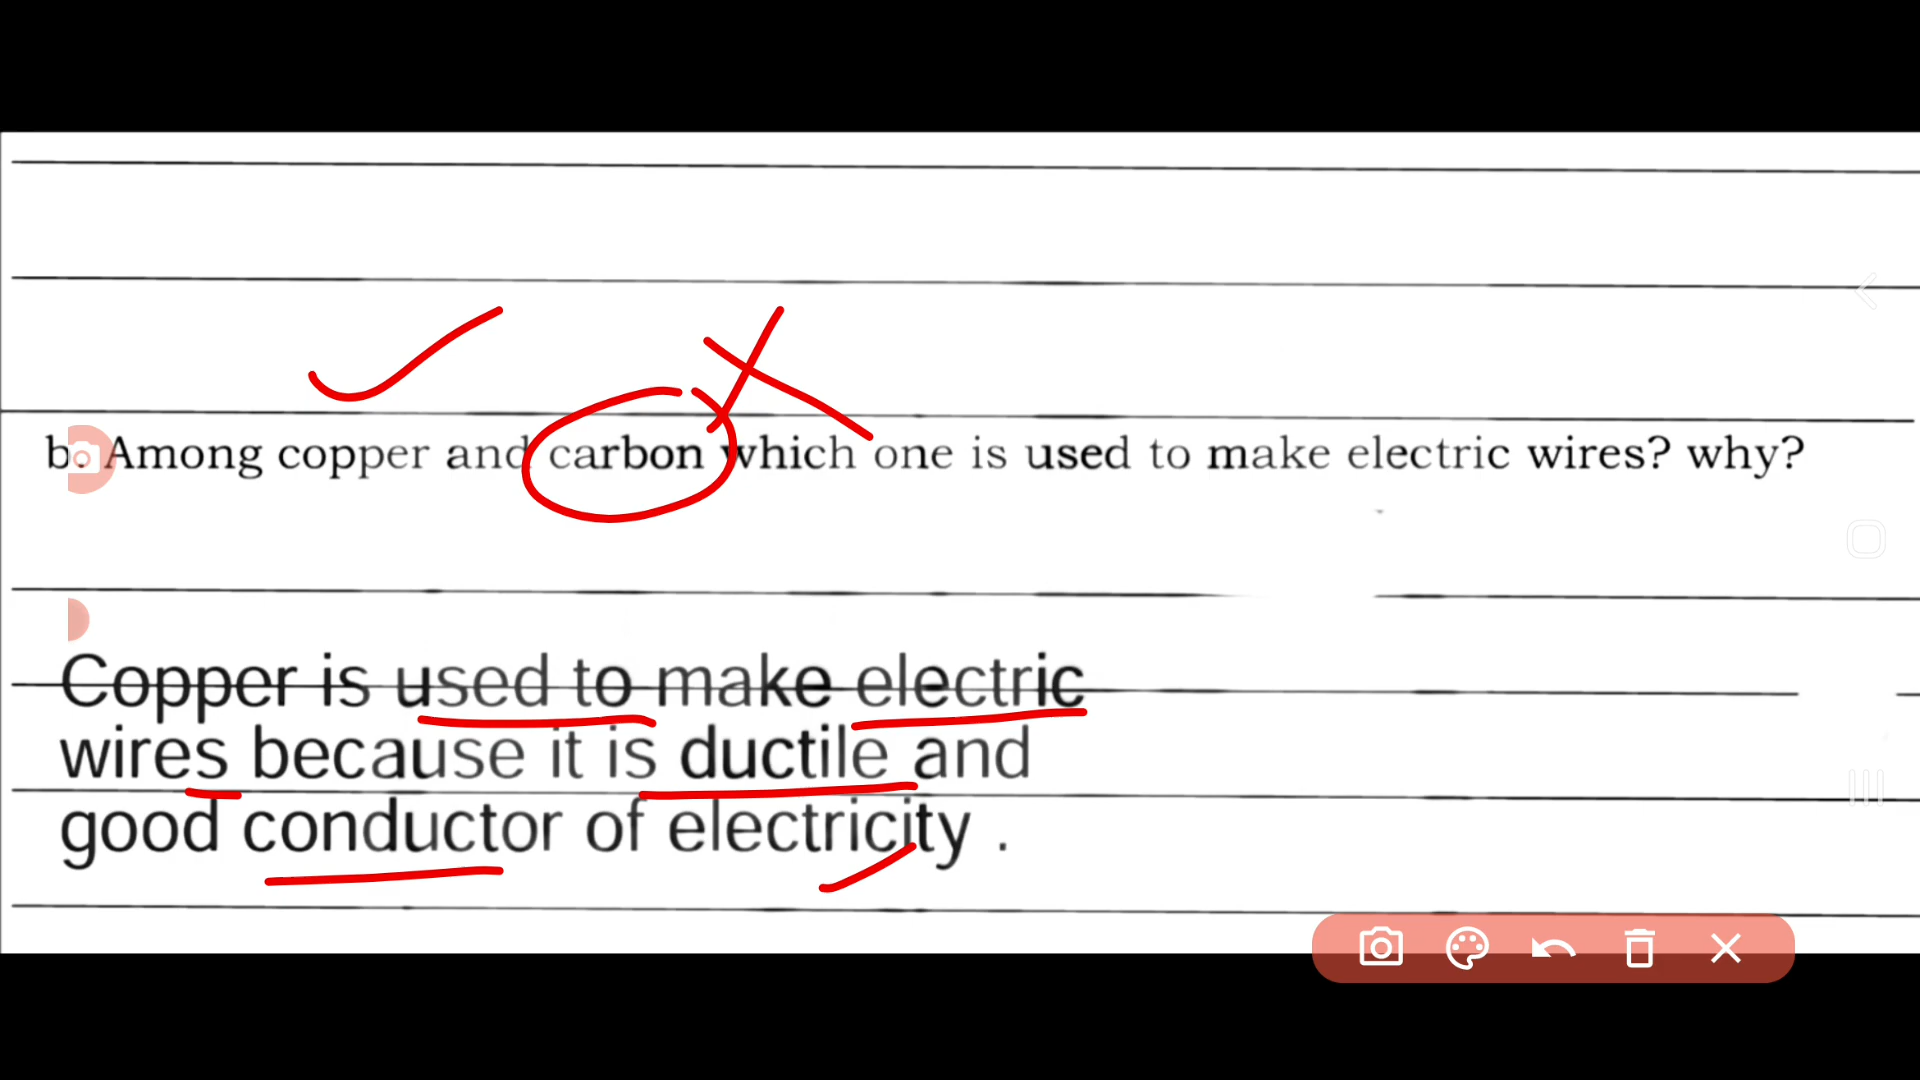 b. Among copper and carbon which one is used to make electric wires? why?
Copper is used to make electric
wires because it is ductile and
good conductor of electricity .